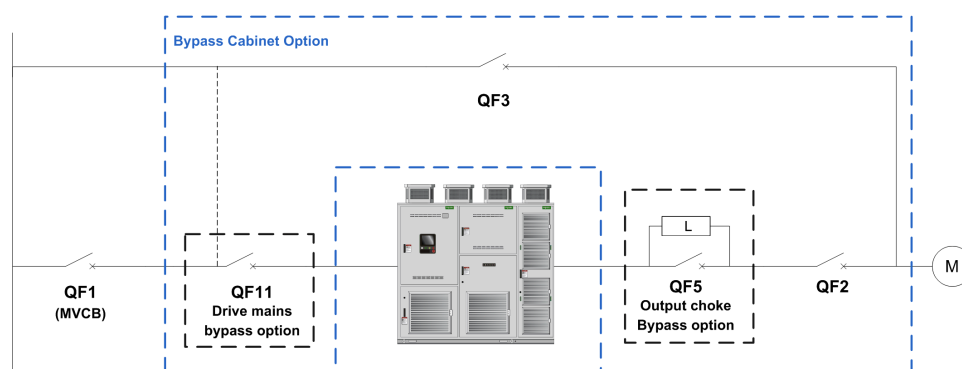 Bypass Cabinet Option
QF3
L
M
QF1
(MVCB)
QF11
Drive mains
bypass option
QF5
Output choke
Bypass option
QF2